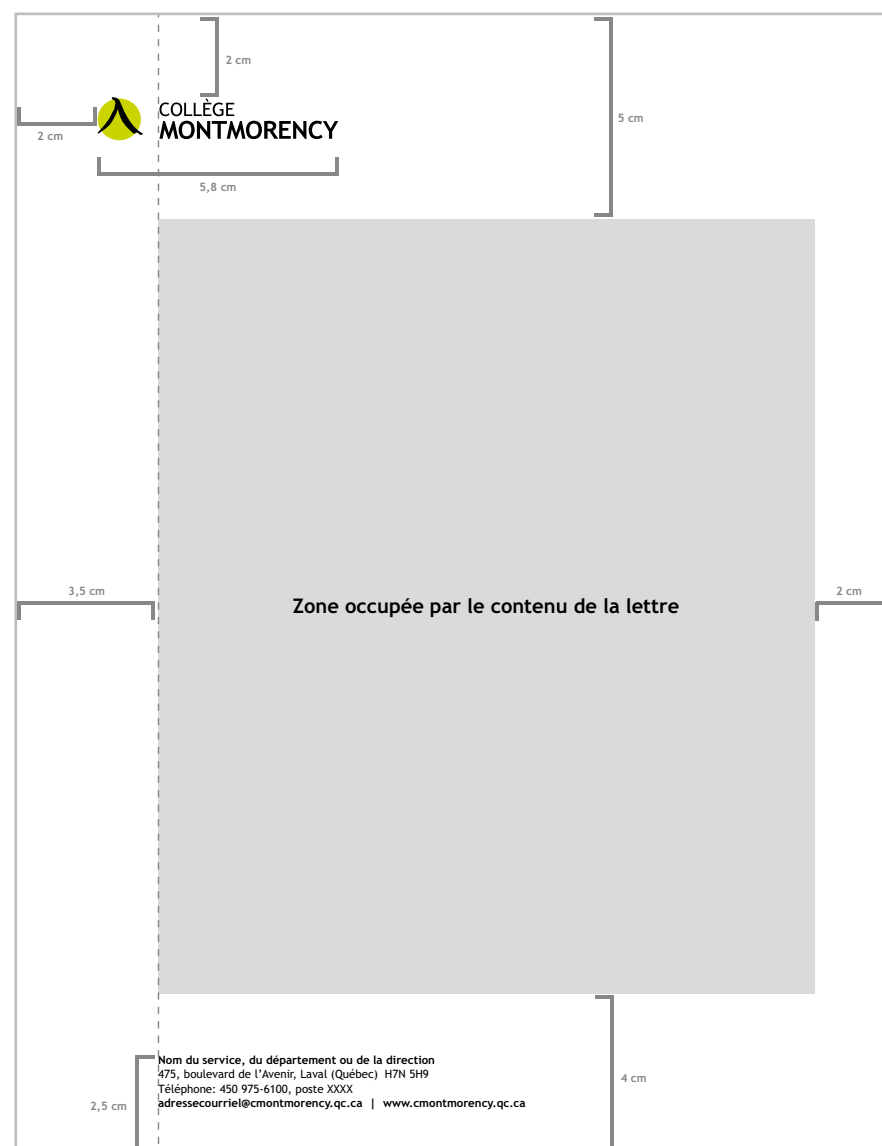 2 cm
5 cm
COLLÈGE
MONTMORENCY
2 cm
5,8 cm
3,5 cm
2 cm
Zone occupée par le contenu de la lettre
Nom du service, du département ou de la direction
475, boulevard de l’Avenir, Laval (Québec)  H7N 5H9
Téléphone: 450 975-6100, poste XXXX
adressecourriel@cmontmorency.qc.ca  |  www.cmontmorency.qc.ca
4 cm
2,5 cm